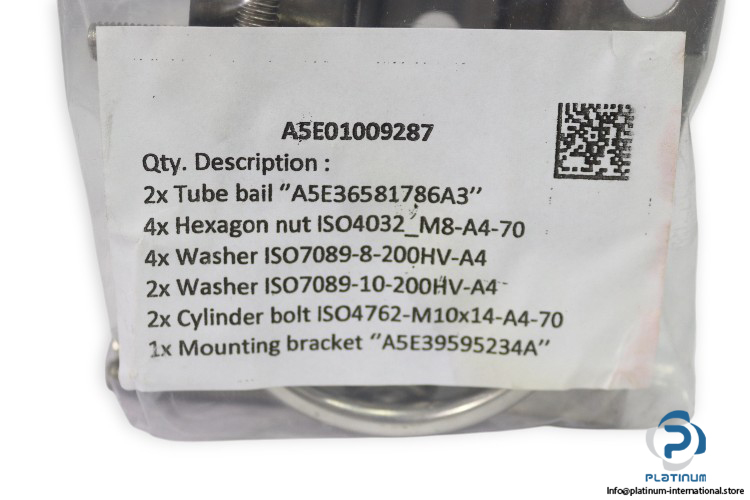 A5E01009287
Qty. Description :
2x Tube bail ”A5E36581786A3”
4x Hexagon nut ISO4032_M8-A4-70
4x Washer ISO7089-8-200HV-A4
2x Washer ISO7089-10-200HV-A4
2x Cylinder bolt ISO4762-M10x14-A4-70
1x Mounting bracket ”A5E39595234A”
PLATINUM
Info@platinum-international.store